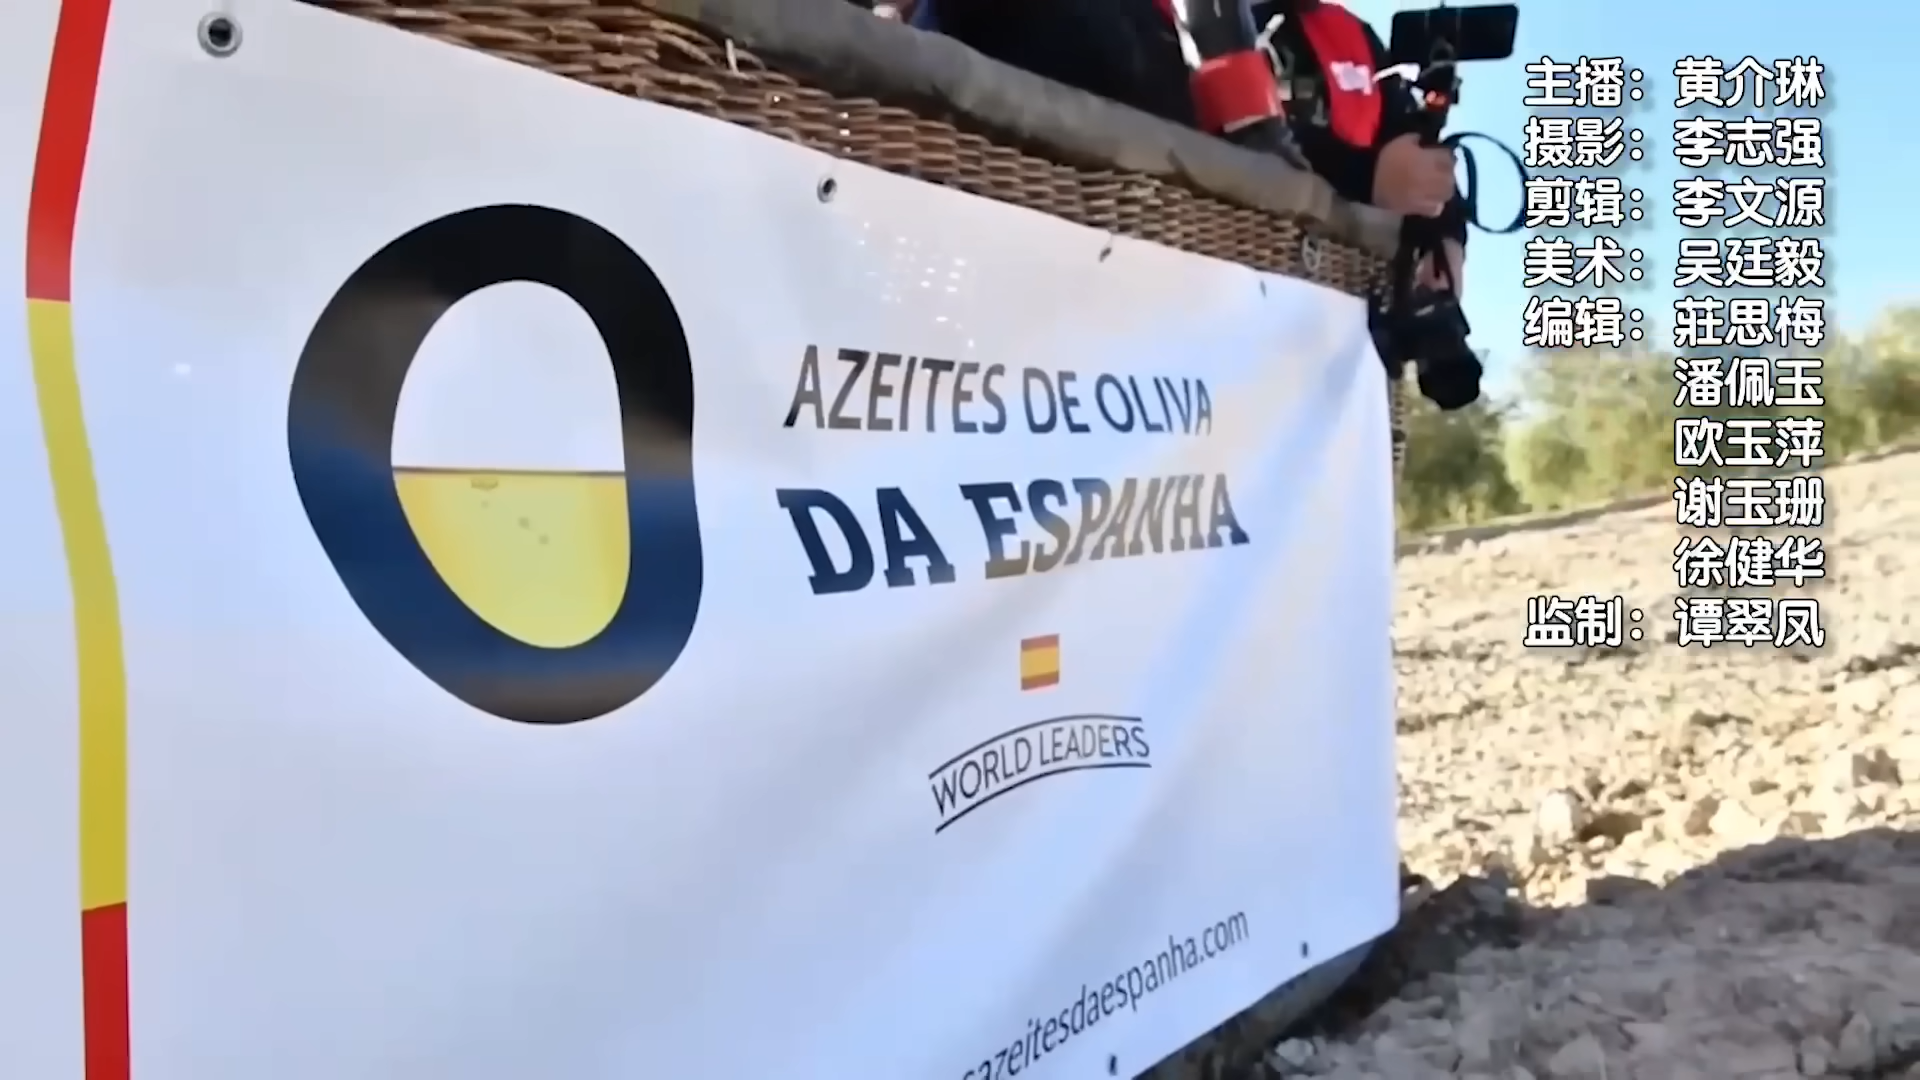 AZEITES DE OLIVA
DA ESPANHA
WORLD LEADERS
azeitesdaespanha.com
主播：黄介琳
摄影：李志强
剪辑：李文源
美术：吴廷毅
编辑：莊思梅
潘佩玉
欧玉萍
谢玉珊
徐健华
监制：谭翠凤